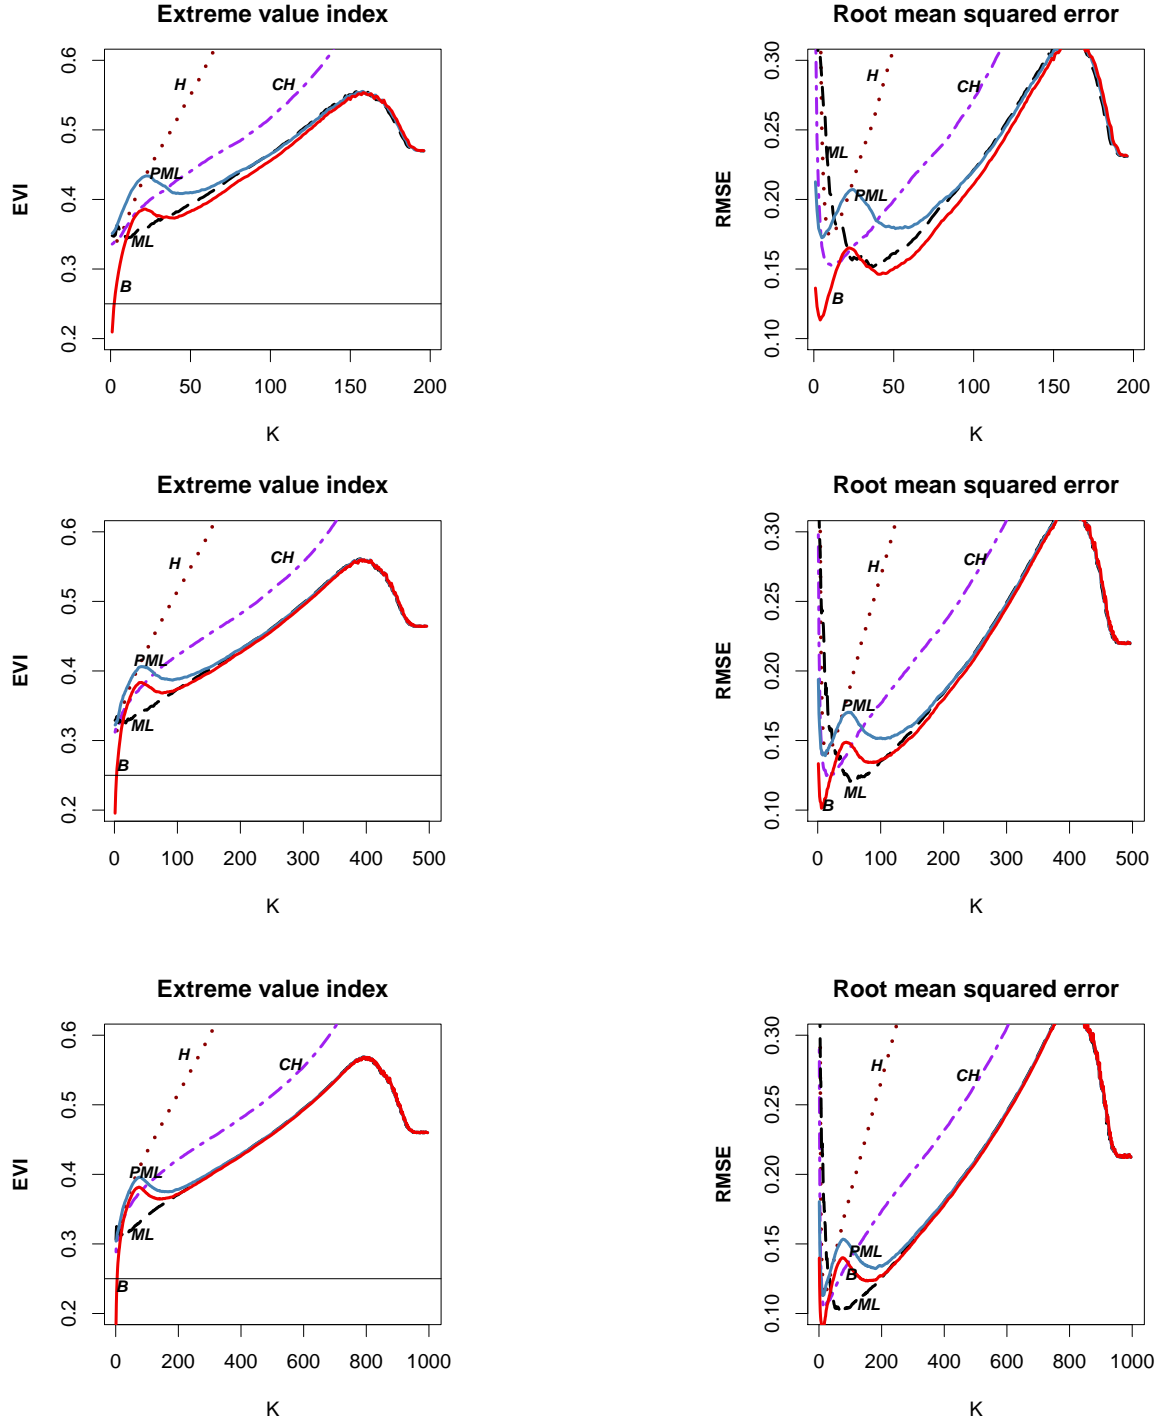 Extreme value index
Root mean squared error
EVI
0.2 0.3 0.4 0.5 0.6
H
CH
PML
ML
B
0 50 100 150 200
K
RMSE
0.10 0.15 0.20 0.25 0.30
H
CH
ML
PML
B
0 50 100 150 200
K
Extreme value index
Root mean squared error
EVI
0.2 0.3 0.4 0.5 0.6
H
CH
PML
ML
B
0 100 200 300 400 500
K
RMSE
0.10 0.15 0.20 0.25 0.30
H
CH
PML
ML
B
0 100 200 300 400 500
K
Extreme value index
Root mean squared error
EVI
0.2 0.3 0.4 0.5 0.6
H
CH
PML
ML
B
0 200 400 600 800 1000
K
RMSE
0.10 0.15 0.20 0.25 0.30
H
CH
PML
B
ML
0 200 400 600 800 1000
K